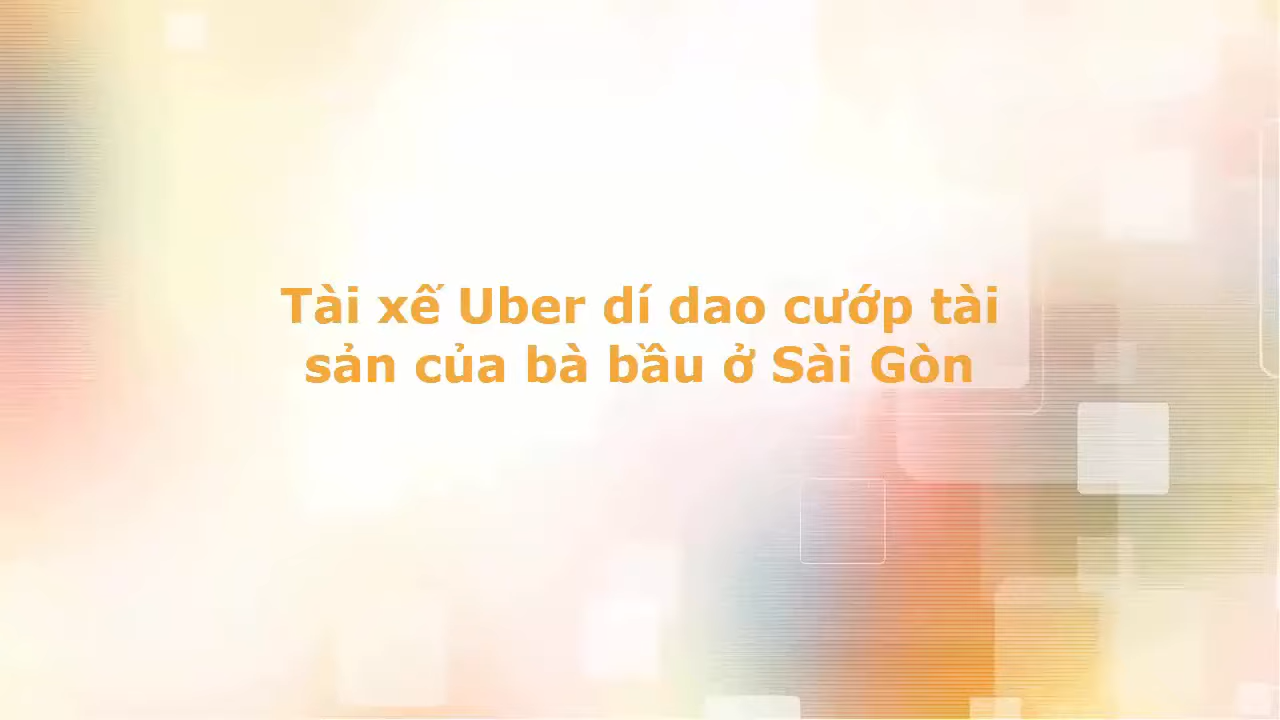 Tài xế Uber dí dao cướp tài
sản của bà bầu ở Sài Gòn